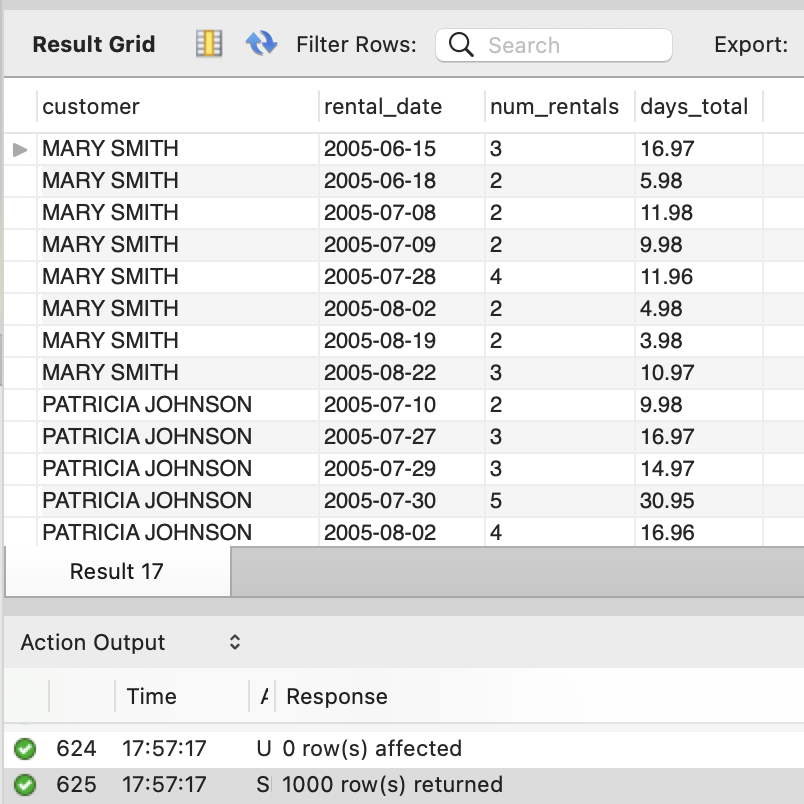 Result Grid Filter Rows: Search Export:
customer rental_date num_rentals days_total
MARY SMITH 2005-06-15 3 16.97
MARY SMITH 2005-06-18 2 5.98
MARY SMITH 2005-07-08 2 11.98
MARY SMITH 2005-07-09 2 9.98
MARY SMITH 2005-07-28 4 11.96
MARY SMITH 2005-08-02 2 4.98
MARY SMITH 2005-08-19 2 3.98
MARY SMITH 2005-08-22 3 10.97
PATRICIA JOHNSON 2005-07-10 2 9.98
PATRICIA JOHNSON 2005-07-27 3 16.97
PATRICIA JOHNSON 2005-07-29 3 14.97
PATRICIA JOHNSON 2005-07-30 5 30.95
PATRICIA JOHNSON 2005-08-02 4 16.96
Result 17
Action Output
Time Response
624 17:57:17 U 0 row(s) affected
625 17:57:17 S 1000 row(s) returned